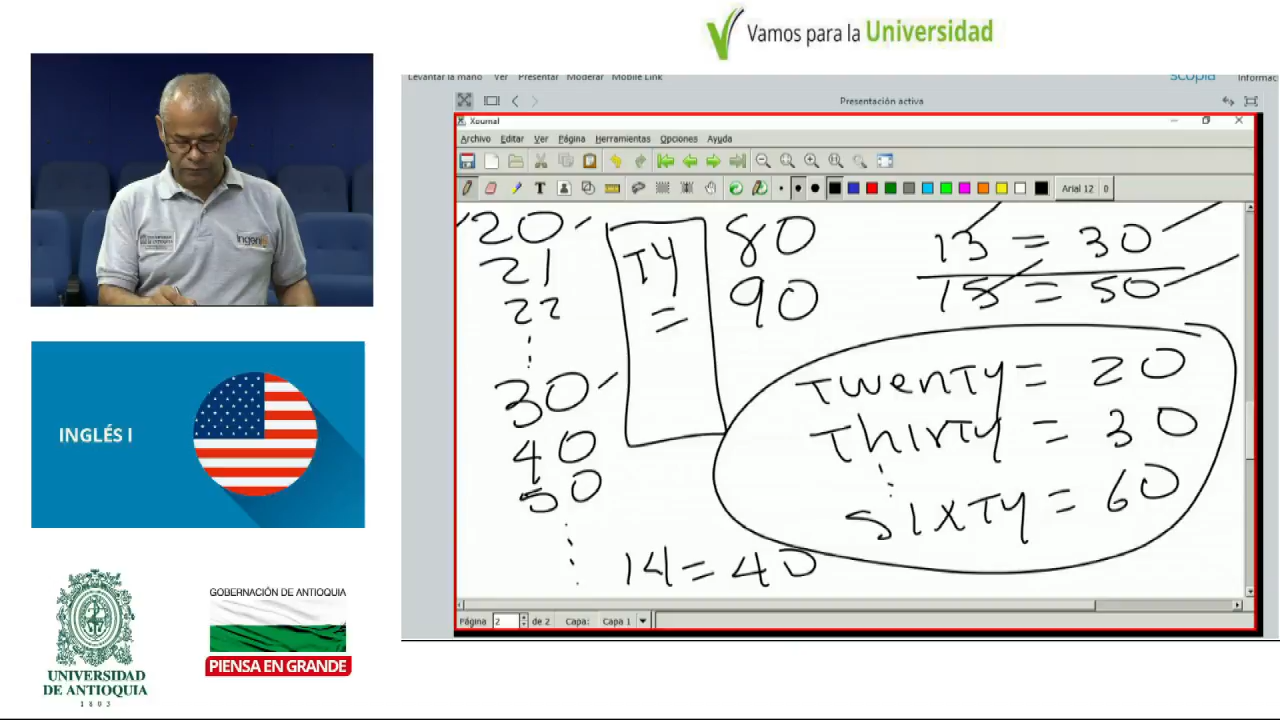 Vamos para la Universidad
Levantar la mano Ver Presentar Moderar Mobile Link
scopia
Informac
Presentación activa
Xournal
Archivo Editar Ver Página Herramientas Opciones Ayuda
T
Arial 12 0
20
21
22
30
40
50
TY
=
80
90
13 = 30
15 = 50
TWENTY = 20
THIRTY = 30
SIXTY = 60
14 = 40
Página 2 de 2 Capa: Capa 1
ingeni@
INGLÉS I
UNIVERSIDAD
DE ANTIOQUIA
1803
GOBERNACIÓN DE ANTIOQUIA
PIENSA EN GRANDE